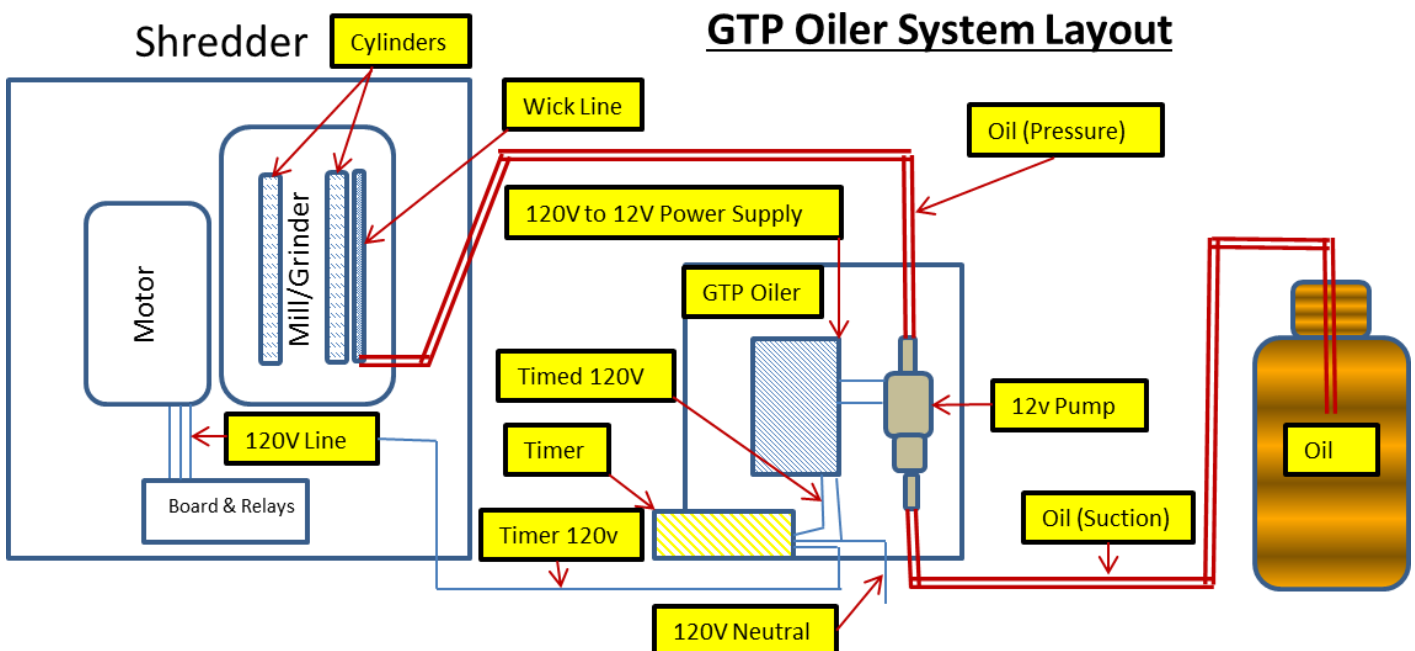 GTP Oiler System Layout
Shredder
Cylinders
Wick Line
Oil (Pressure)
120V to 12V Power Supply
Motor
Mill/Grinder
GTP Oiler
Timed 120V
12v Pump
120V Line
Timer
Oil
Board & Relays
Timer 120v
Oil (Suction)
120V Neutral